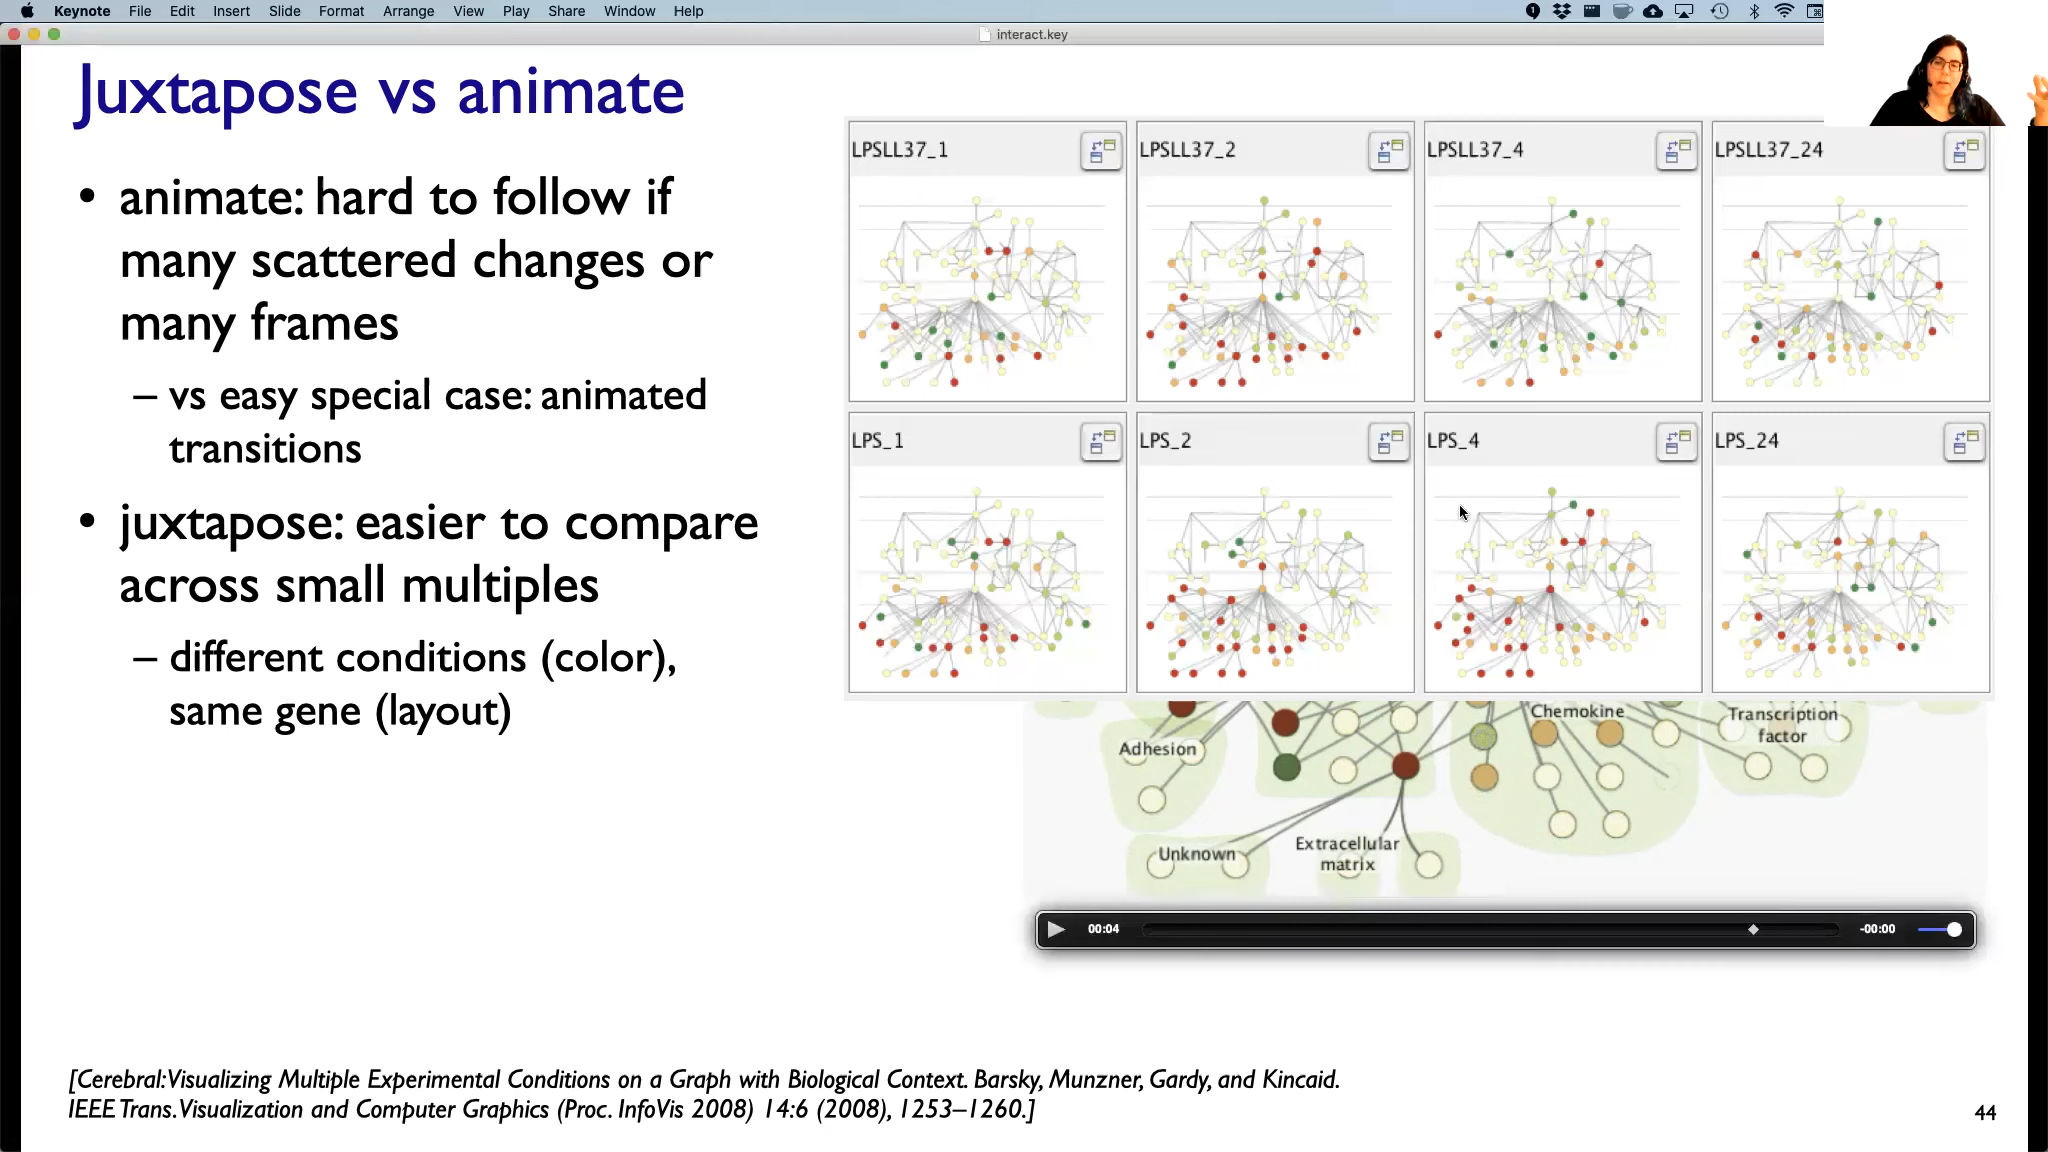 Keynote File Edit Insert Slide Format Arrange View Play Share Window Help
interact.key
Juxtapose vs animate
• animate: hard to follow if
many scattered changes or
many frames
– vs easy special case: animated
transitions
• juxtapose: easier to compare
across small multiples
– different conditions (color),
same gene (layout)
LPSLL37_1 LPSLL37_2 LPSLL37_4 LPSLL37_24
LPS_1 LPS_2 LPS_4 LPS_24
Adhesion
Chemokine
Transcription
factor
Unknown
Extracellular
matrix
00:04 -00:00
[Cerebral: Visualizing Multiple Experimental Conditions on a Graph with Biological Context. Barsky, Munzner, Gardy, and Kincaid.
IEEE Trans. Visualization and Computer Graphics (Proc. InfoVis 2008) 14:6 (2008), 1253–1260.]
44